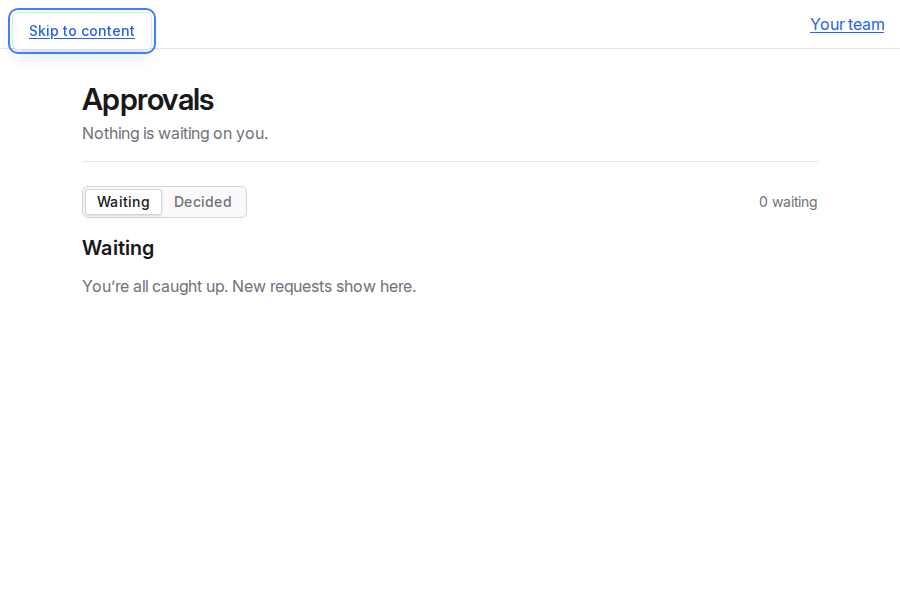 Skip to content
Your team
Approvals
Nothing is waiting on you.
Waiting
Decided
0 waiting
Waiting
You’re all caught up. New requests show here.